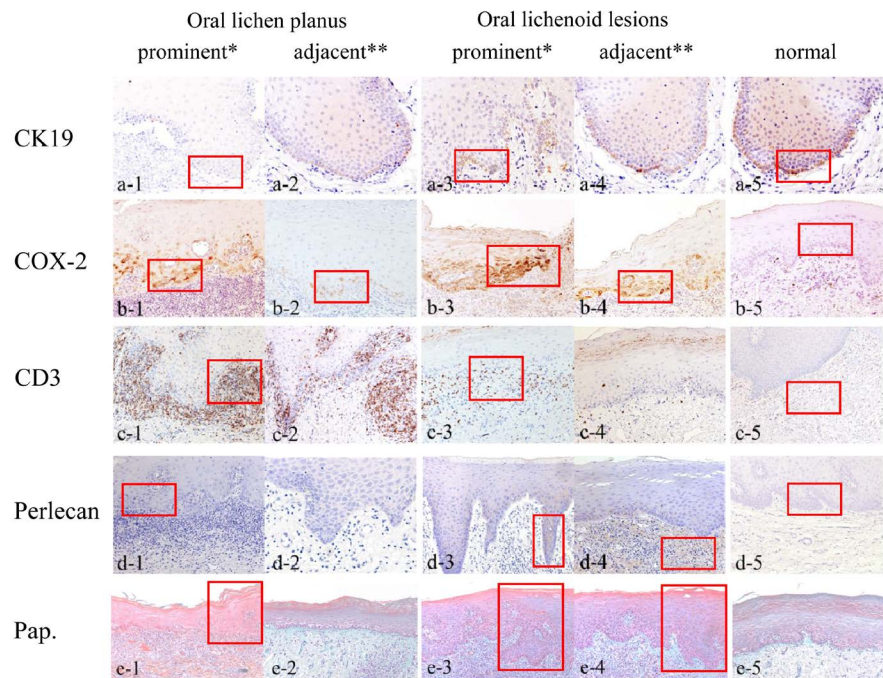 Oral lichen planus Oral lichenoid lesions
prominent* adjacent** prominent* adjacent** normal
CK19
a-1 a-2 a-3 a-4 a-5
COX-2
b-1 b-2 b-3 b-4 b-5
CD3
c-1 c-2 c-3 c-4 c-5
Perlecan
d-1 d-2 d-3 d-4 d-5
Pap.
e-1 e-2 e-3 e-4 e-5